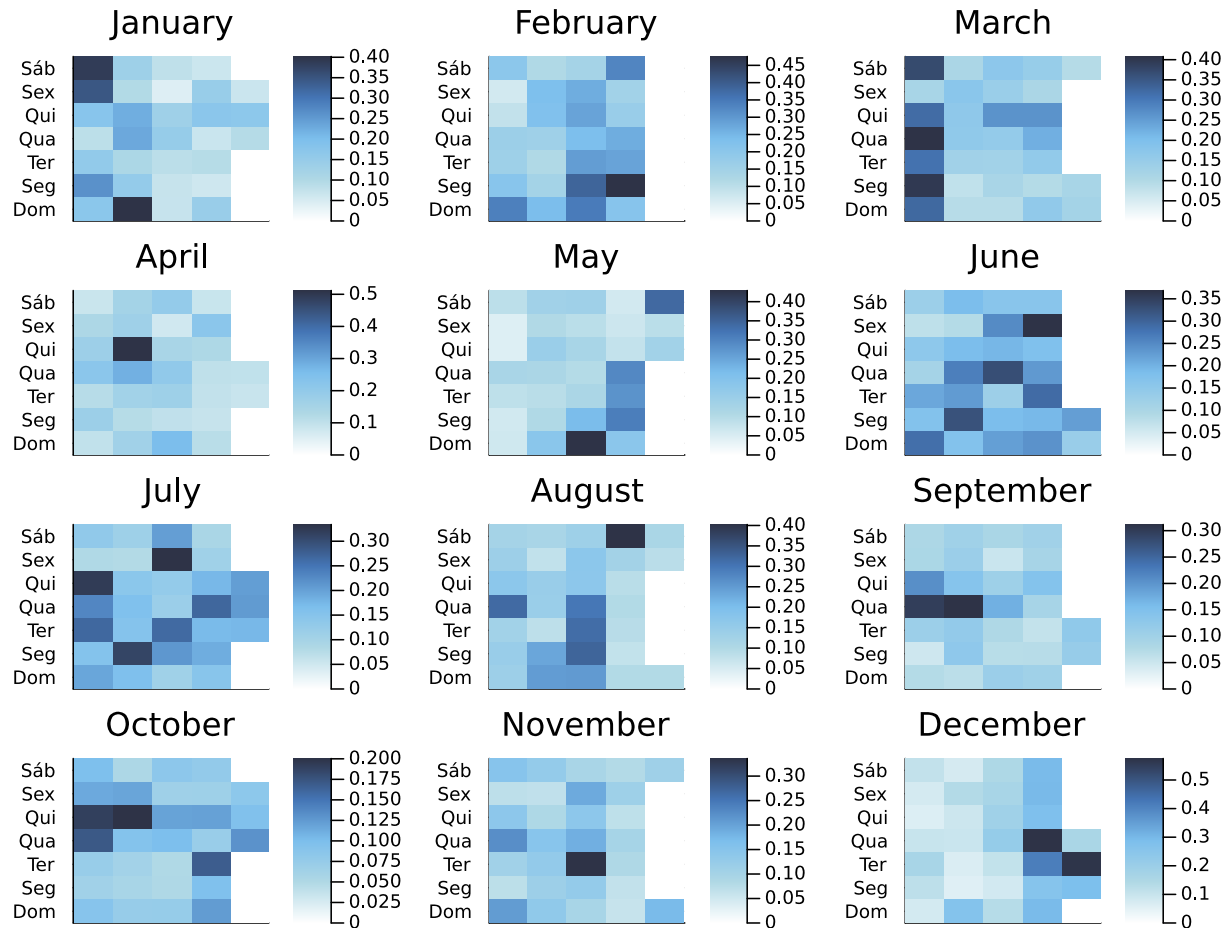 January
Sáb
Sex
Qui
Qua
Ter
Seg
Dom
0.40
0.35
0.30
0.25
0.20
0.15
0.10
0.05
0
February
0.45
0.40
0.35
0.30
0.25
0.20
0.15
0.10
0.05
0
March
Sáb
Sex
Qui
Qua
Ter
Seg
Dom
0.40
0.35
0.30
0.25
0.20
0.15
0.10
0.05
0
April
Sáb
Sex
Qui
Qua
Ter
Seg
Dom
0.5
0.4
0.3
0.2
0.1
0
May
Sáb
Sex
Qui
Qua
Ter
Seg
Dom
0.40
0.35
0.30
0.25
0.20
0.15
0.10
0.05
0
June
Sáb
Sex
Qui
Qua
Ter
Seg
Dom
0.35
0.30
0.25
0.20
0.15
0.10
0.05
0
July
Sáb
Sex
Qui
Qua
Ter
Seg
Dom
0.30
0.25
0.20
0.15
0.10
0.05
0
August
Sáb
Sex
Qui
Qua
Ter
Seg
Dom
0.40
0.35
0.30
0.25
0.20
0.15
0.10
0.05
0
September
Sáb
Sex
Qui
Qua
Ter
Seg
Dom
0.30
0.25
0.20
0.15
0.10
0.05
0
October
Sáb
Sex
Qui
Qua
Ter
Seg
Dom
0.200
0.175
0.150
0.125
0.100
0.075
0.050
0.025
0
November
Sáb
Sex
Qui
Qua
Ter
Seg
Dom
0.30
0.25
0.20
0.15
0.10
0.05
0
December
Sáb
Sex
Qui
Qua
Ter
Seg
Dom
0.5
0.4
0.3
0.2
0.1
0